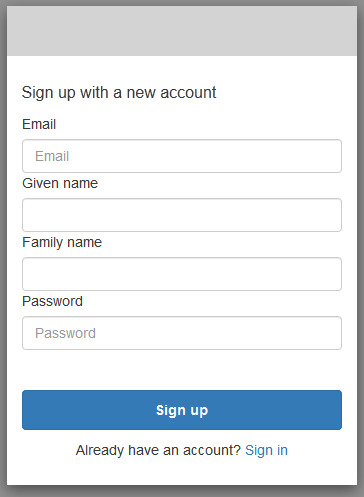 Sign up with a new account
Email
Email
Given name
Family name
Password
Password
Sign up
Already have an account? Sign in